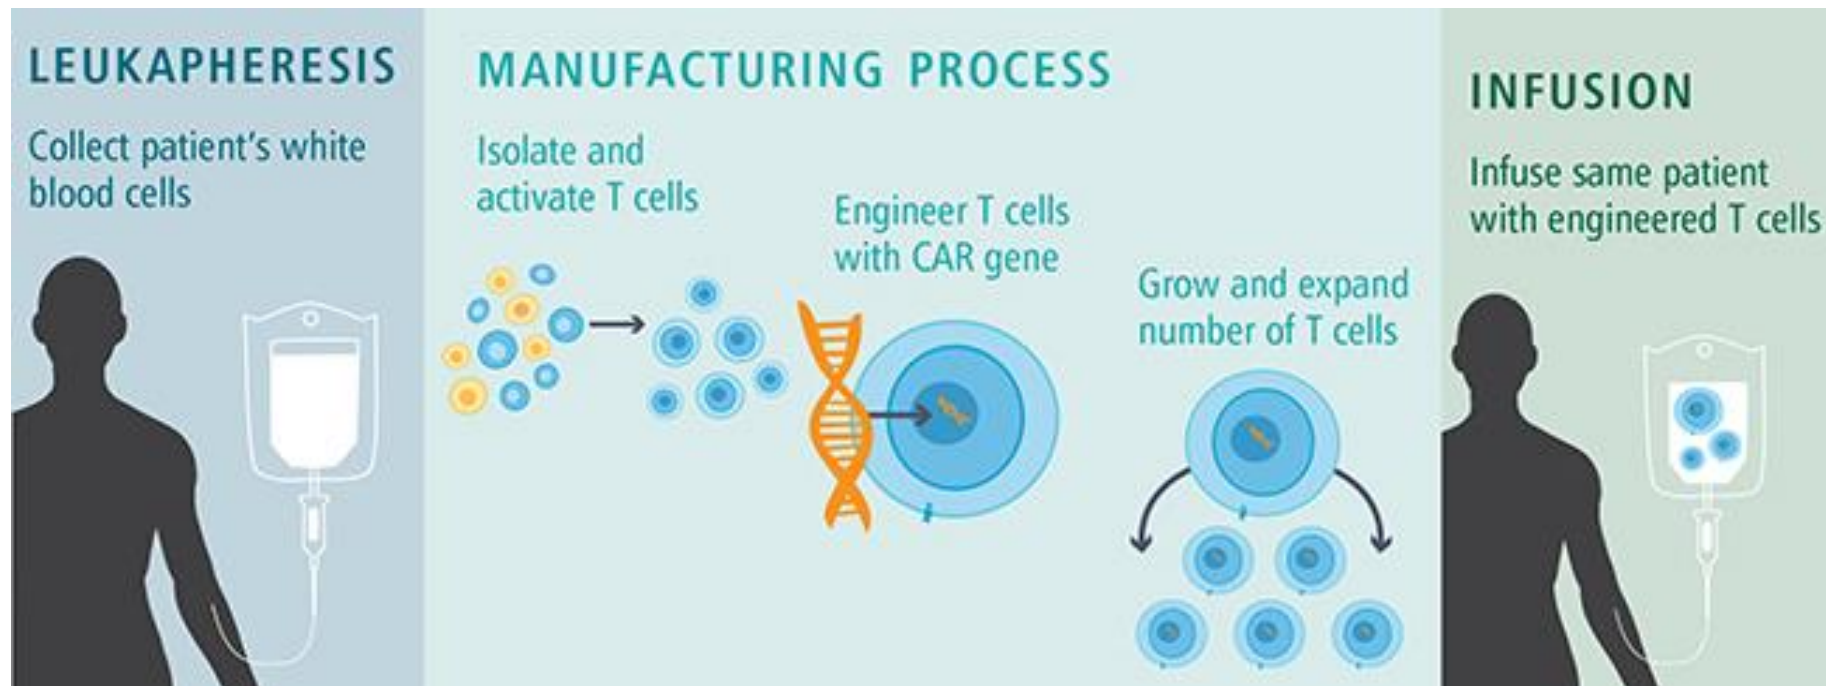 LEUKAPHERESIS
Collect patient's white
blood cells
MANUFACTURING PROCESS
Isolate and
activate T cells
Engineer T cells
with CAR gene
Grow and expand
number of T cells
INFUSION
Infuse same patient
with engineered T cells